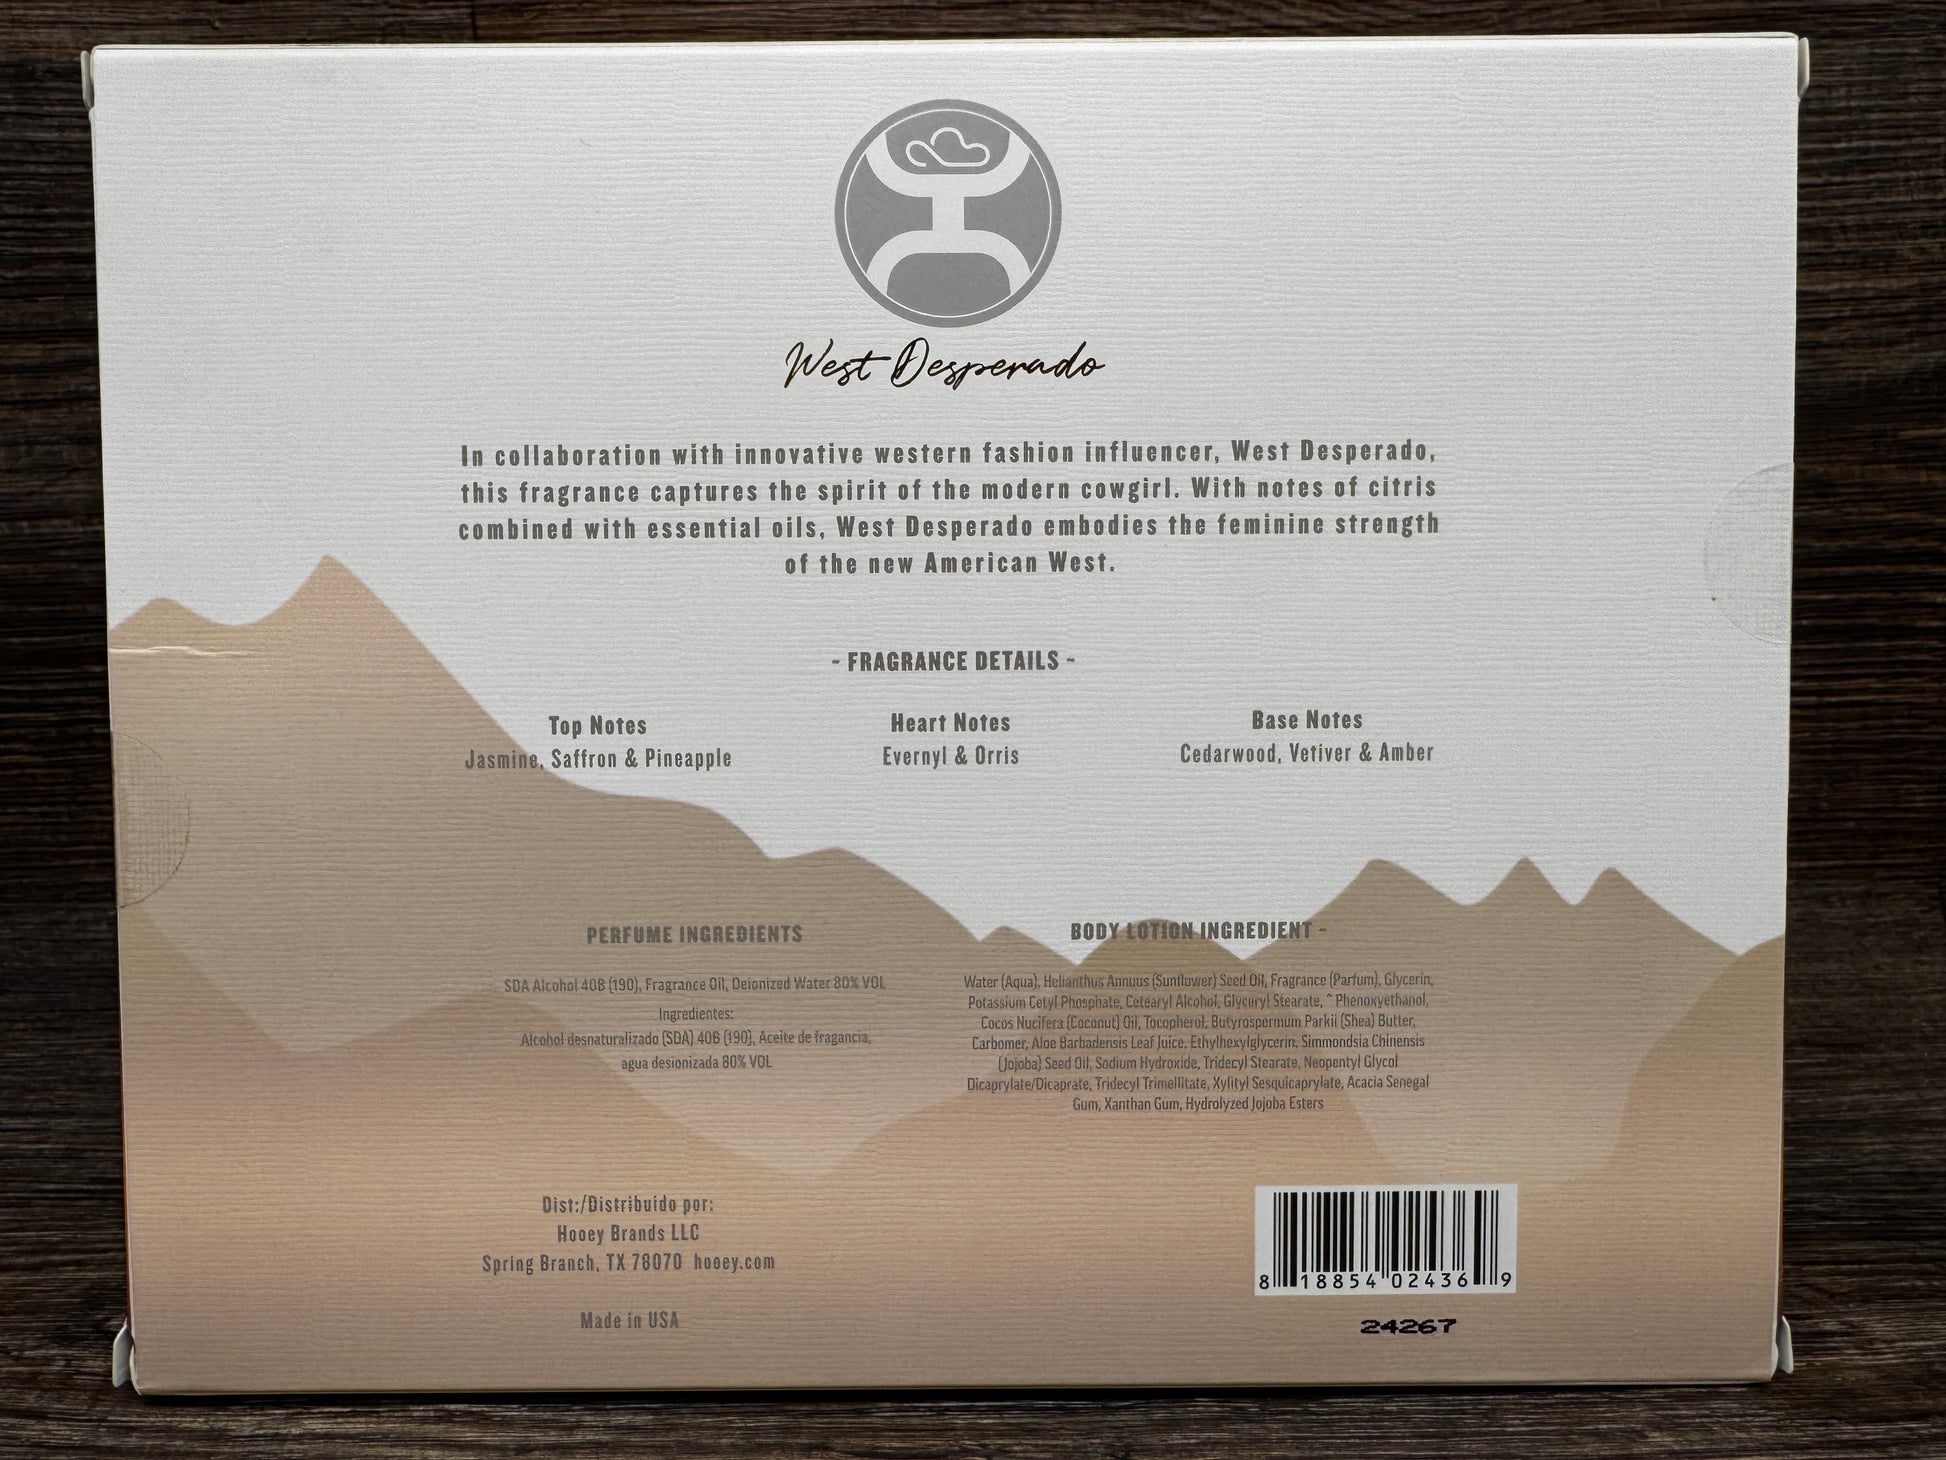 West Desperado
In collaboration with innovative western fashion influencer, West Desperado,
this fragrance captures the spirit of the modern cowgirl. With notes of citris
combined with essential oils, West Desperado embodies the feminine strength
of the new American West.
~ FRAGRANCE DETAILS ~
Top Notes
Jasmine, Saffron & Pineapple
Heart Notes
Evernyl & Orris
Base Notes
Cedarwood, Vetiver & Amber
PERFUME INGREDIENTS
SDA Alcohol 40B (190), Fragrance Oil, Deionized Water 80% VOL
Ingredientes:
Alcohol desnaturalizado (SDA) 40B (190), Aceite de fragancia,
agua desionizada 80% VOL
BODY LOTION INGREDIENT ~
Water (Aqua), Helianthus Annuus (Sunflower) Seed Oil, Fragrance (Parfum), Glycerin,
Potassium Cetyl Phosphate, Cetearyl Alcohol, Glyceryl Stearate, ^ Phenoxyethanol,
Cocos Nucifera (Coconut) Oil, Tocopherol, Butyrospermum Parkii (Shea) Butter,
Carbomer, Aloe Barbadensis Leaf Juice, Ethylhexylglycerin, Simmondsia Chinensis
(Jojoba) Seed Oil, Sodium Hydroxide, Tridecyl Stearate, Neopentyl Glycol
Dicaprylate/Dicaprate, Tridecyl Trimellitate, Xylityl Sesquicaprylate, Acacia Senegal
Gum, Xanthan Gum, Hydrolyzed Jojoba Esters
Dist:/Distribuido por:
Hooey Brands LLC
Spring Branch, TX 78070 hooey.com
Made in USA
8 18854 02436 9
24267